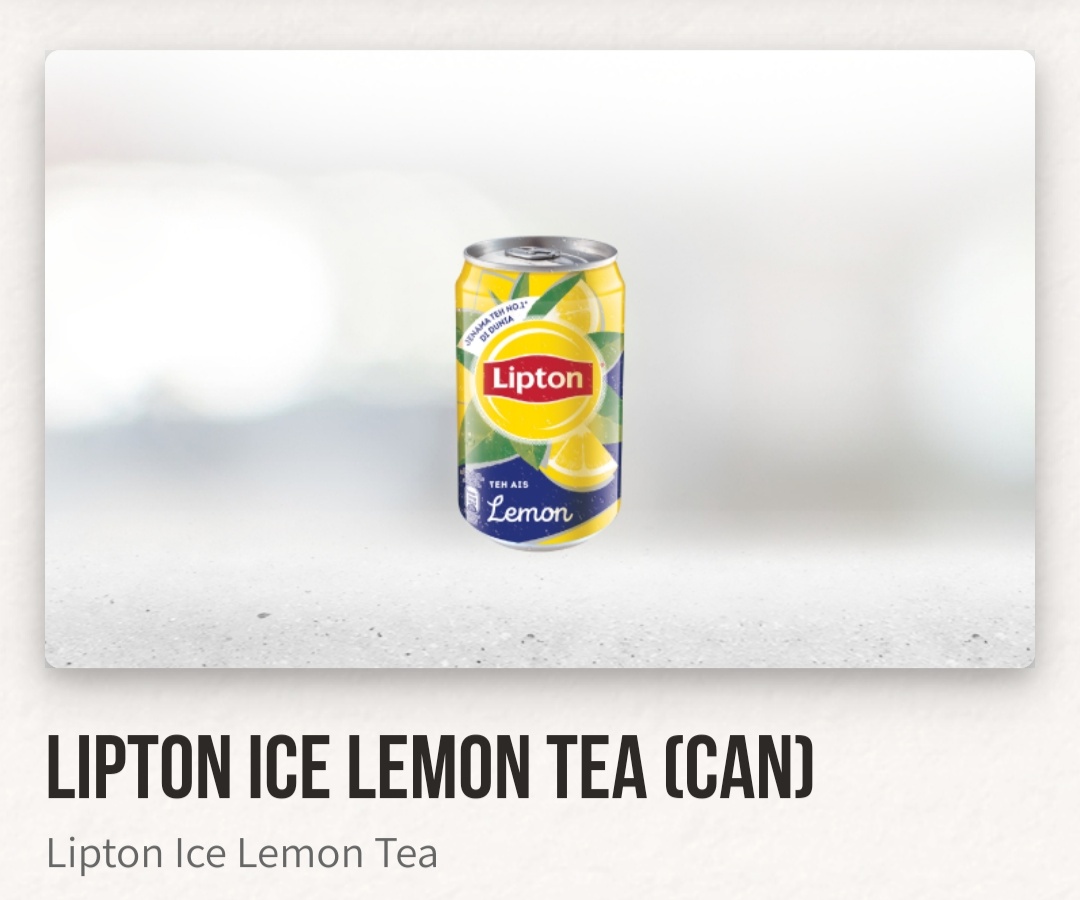 JENAMA TEH NO.1*
DI DUNIA
Lipton
TEH AIS
Lemon
LIPTON ICE LEMON TEA (CAN)
Lipton Ice Lemon Tea